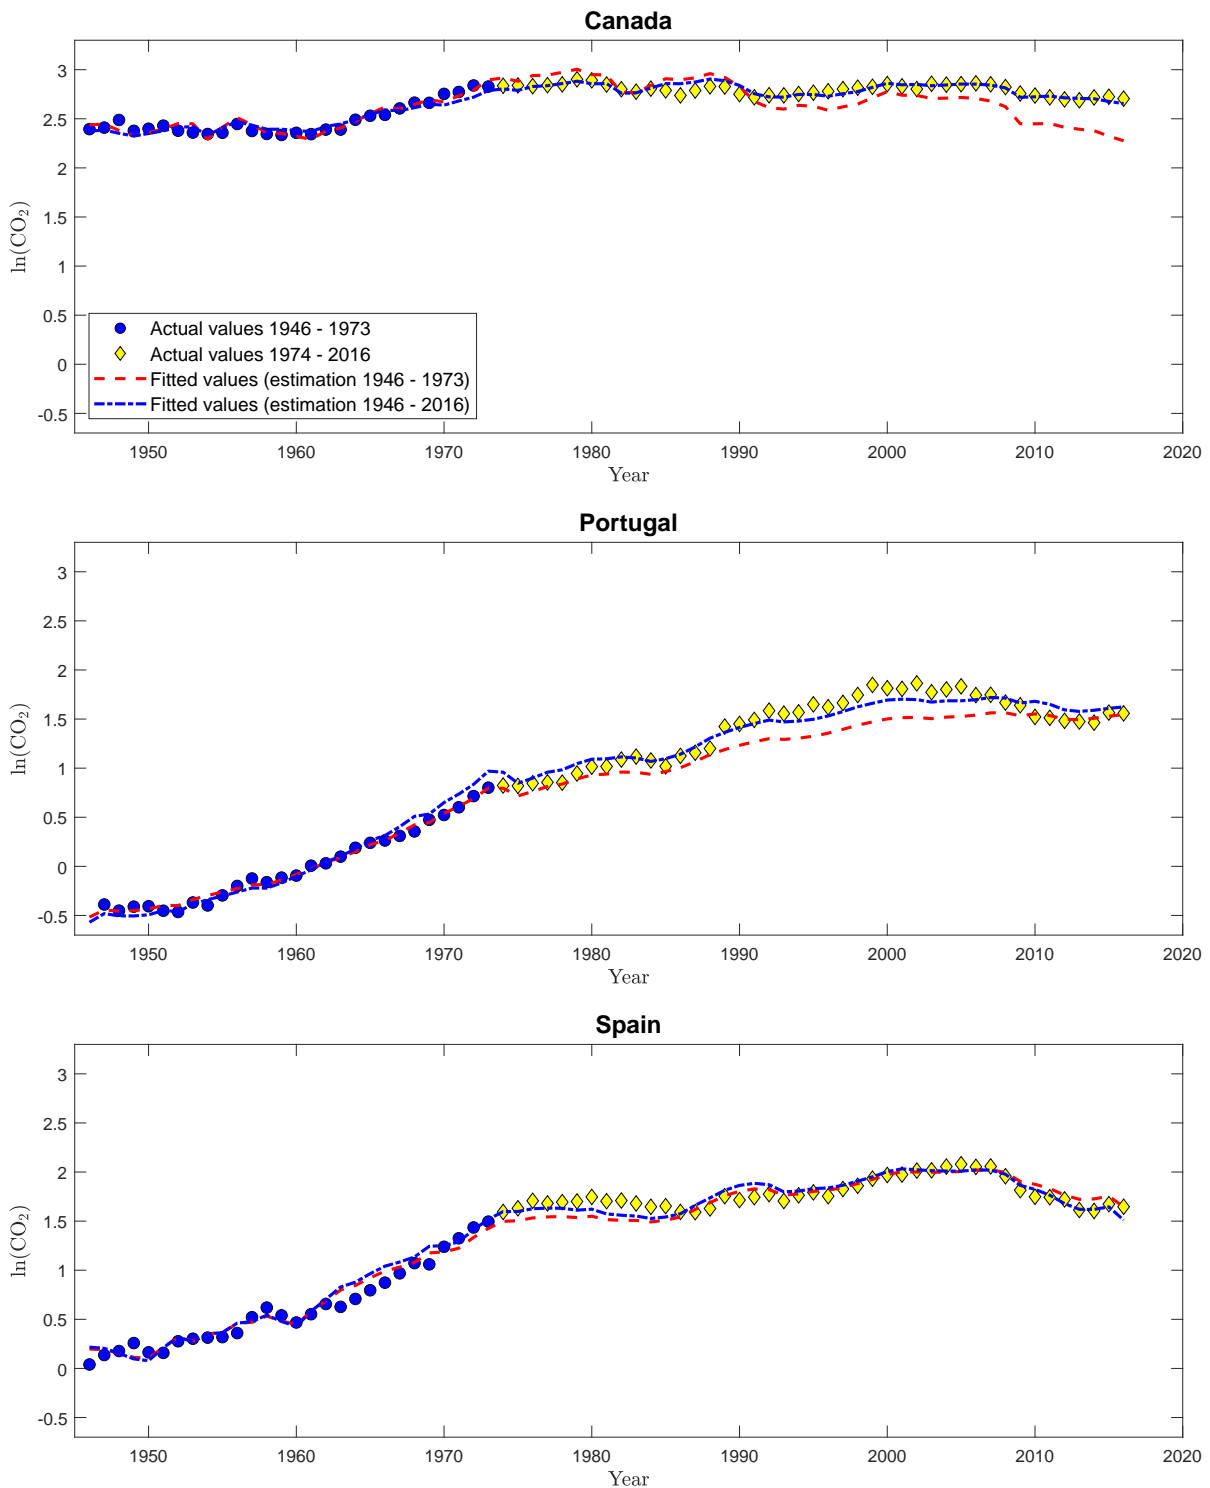 Canada
3
2.5
2
1.5
1
0.5
0
-0.5
ln(CO₂)
Actual values 1946 - 1973
Actual values 1974 - 2016
Fitted values (estimation 1946 - 1973)
Fitted values (estimation 1946 - 2016)
1950 1960 1970 1980 1990 2000 2010 2020
Year
Portugal
3
2.5
2
1.5
1
0.5
0
-0.5
ln(CO₂)
1950 1960 1970 1980 1990 2000 2010 2020
Year
Spain
3
2.5
2
1.5
1
0.5
0
-0.5
ln(CO₂)
1950 1960 1970 1980 1990 2000 2010 2020
Year